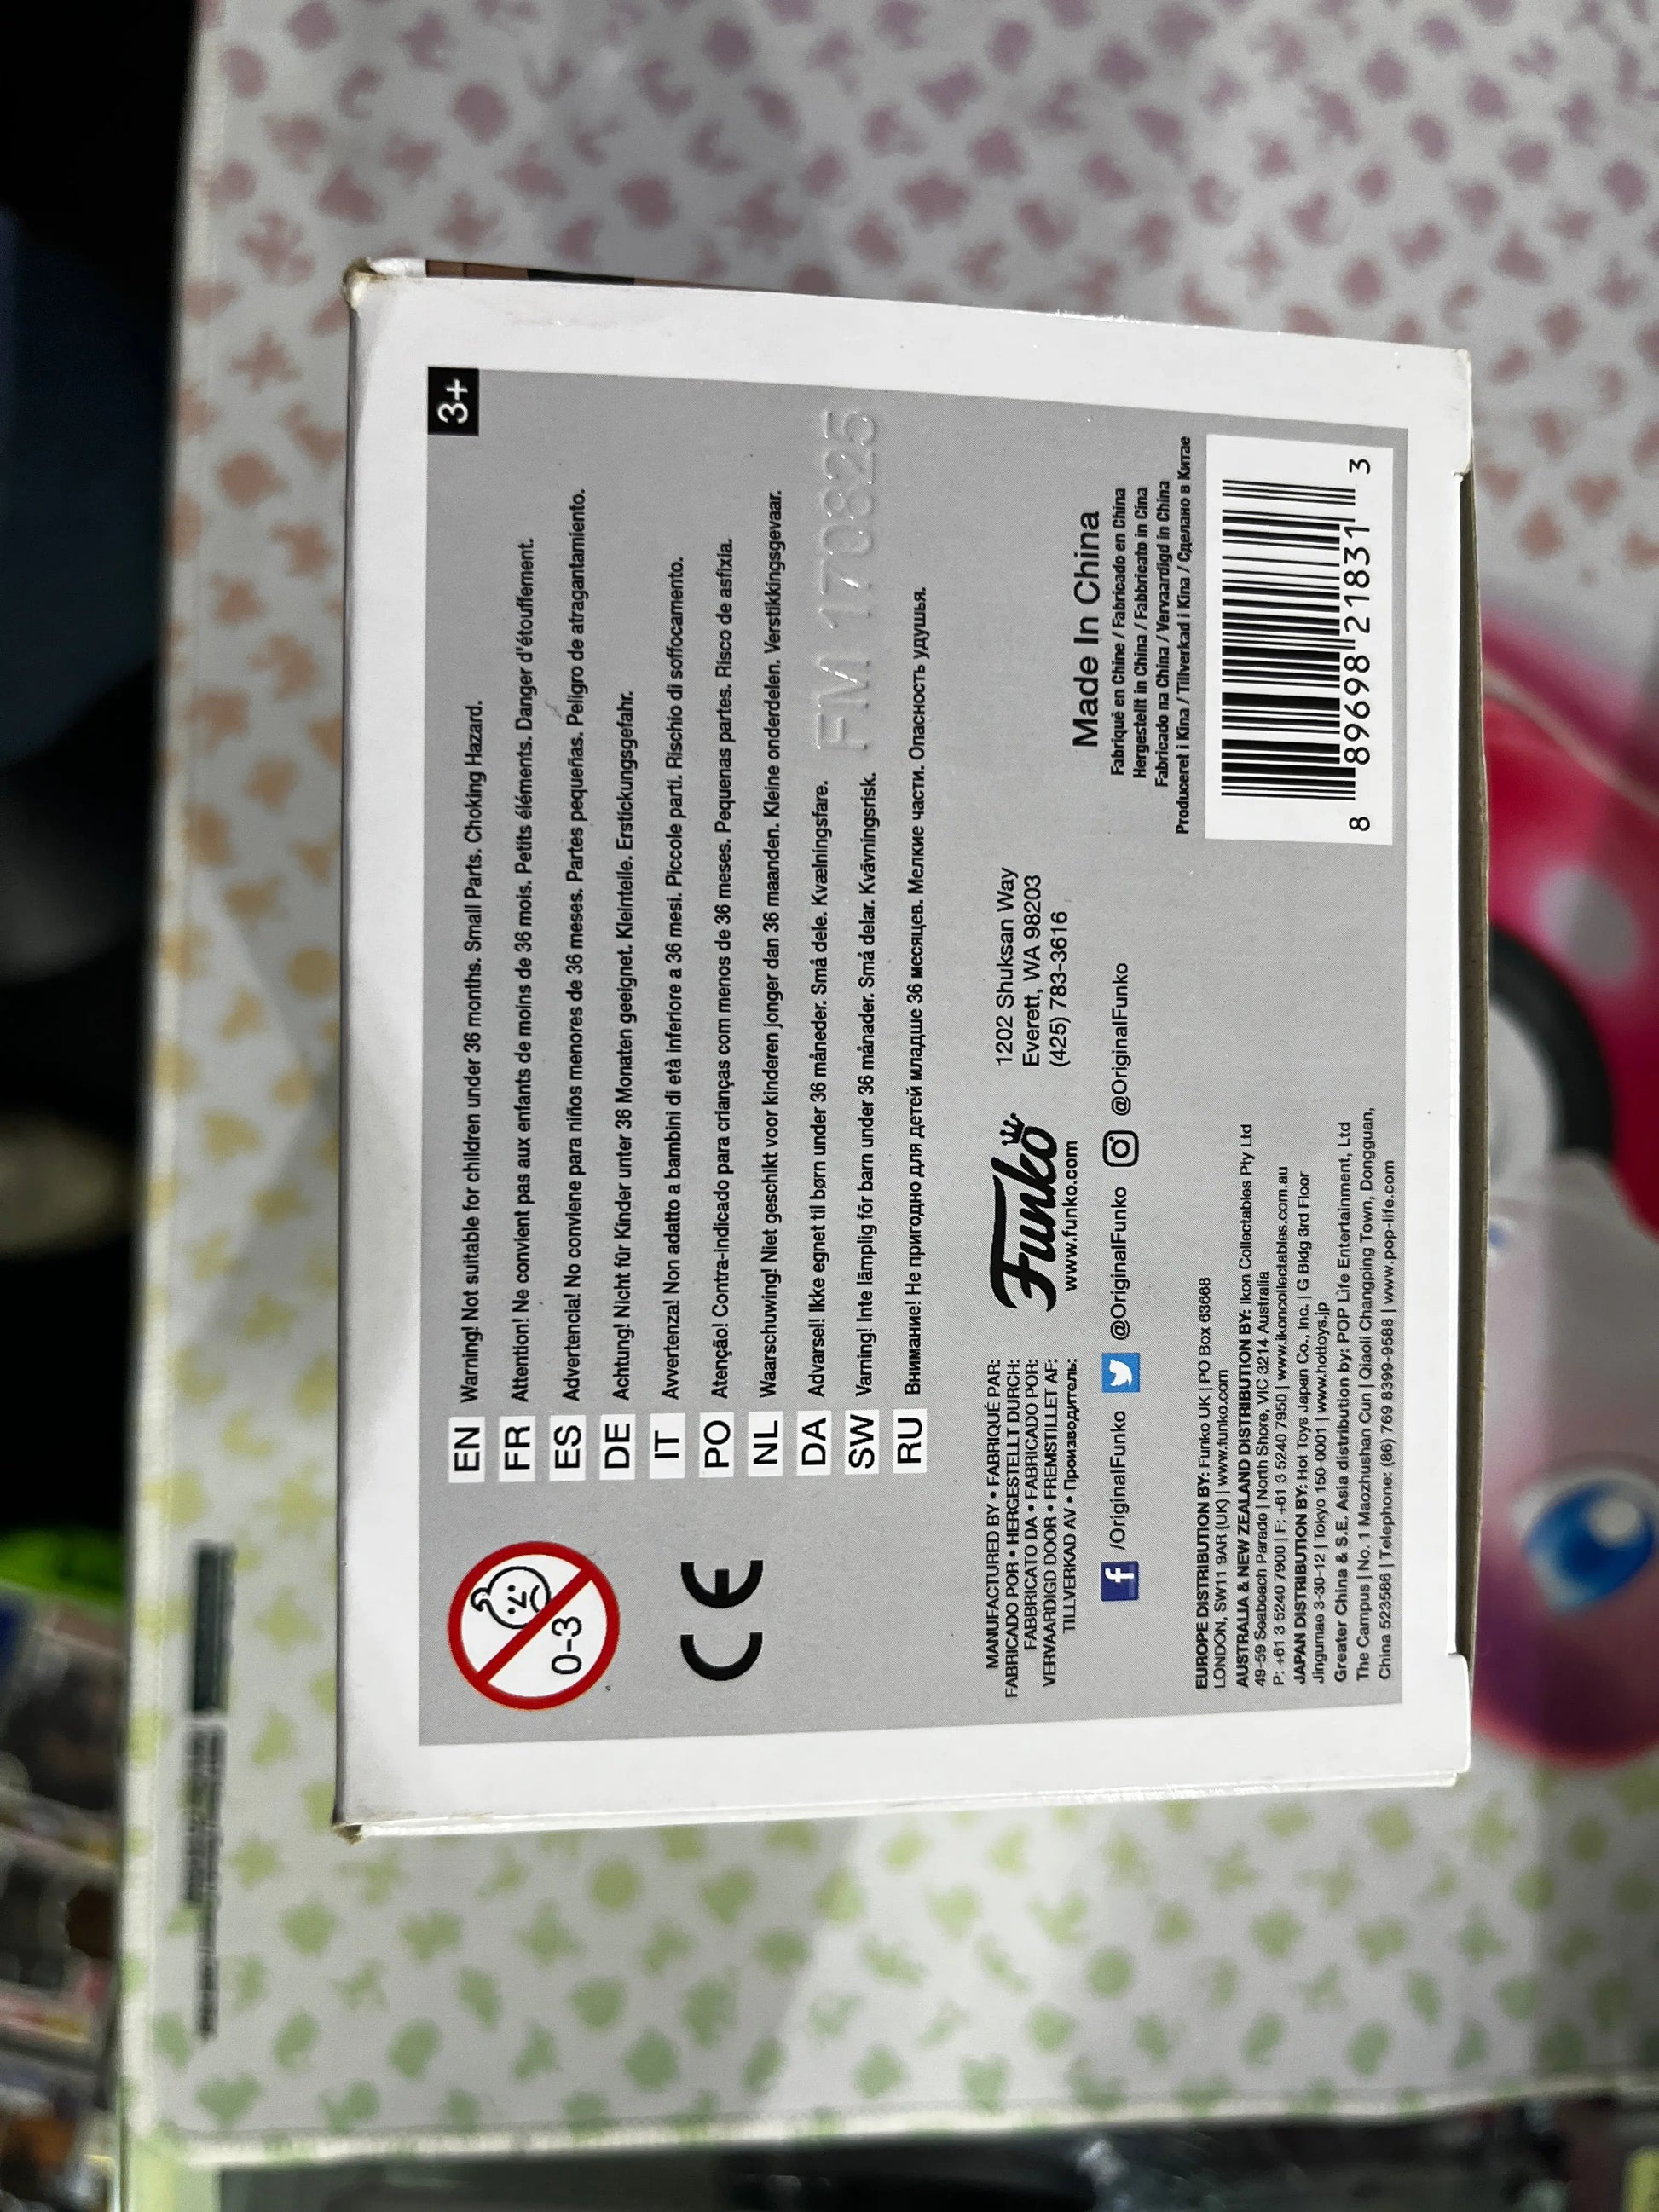 3+
0-3
EN Warning! Not suitable for children under 36 months. Small Parts. Choking Hazard.
FR Attention! Ne convient pas aux enfants de moins de 36 mois. Petits éléments. Danger d'étouffement.
ES Advertencia! No conviene para niños menores de 36 meses. Partes pequeñas. Peligro de atragantamiento.
DE Achtung! Nicht für Kinder unter 36 Monaten geeignet. Kleinteile. Erstickungsgefahr.
IT Avvertenza! Non adatto a bambini di età inferiore a 36 mesi. Piccole parti. Rischio di soffocamento.
PO Atenção! Contra-indicado para crianças com menos de 36 meses. Pequenas partes. Risco de asfixia.
NL Waarschuwing! Niet geschikt voor kinderen jonger dan 36 maanden. Kleine onderdelen. Verstikkingsgevaar.
DA Advarsel! Ikke egnet til børn under 36 måneder. Små dele. Kvælningsfare.
SW Varning! Inte lämplig för barn under 36 månader. Små delar. Kvävningsrisk.
RU Внимание! Не пригодно для детей младше 36 месяцев. Мелкие части. Опасность удушья.
CE
FM 170825
MANUFACTURED BY • FABRIQUÉ PAR:
FABRICADO POR • HERGESTELLT DURCH:
FABBRICATO DA • FABRICADO POR:
VERVAARDIGD DOOR • FREMSTILLET AF:
TILLVERKAD AV • Производитель:
Funko
www.funko.com
1202 Shuksan Way
Everett, WA 98203
(425) 783-3616
f /OriginalFunko @OriginalFunko @OriginalFunko
Made In China
Fabriqué en Chine / Fabricado en China
Hergestellt in China / Fabbricato in Cina
Fabricado na China / Vervaardigd in China
Produceret i Kina / Tillverkad i Kina / Сделано в Китае
EUROPE DISTRIBUTION BY: Funko UK | PO Box 63668
LONDON, SW11 9AR (UK) | www.funko.com
AUSTRALIA & NEW ZEALAND DISTRIBUTION BY: Ikon Collectables Pty Ltd
49-59 Seabeach Parade | North Shore, VIC 3214 Australia
P: +61 3 5240 7900 | F: +61 3 5240 7950 | www.ikoncollectables.com.au
JAPAN DISTRIBUTION BY: Hot Toys Japan Co., Inc. | G Bldg 3rd Floor
Jingumae 3-30-12 | Tokyo 150-0001 | www.hottoys.jp
Greater China & S.E. Asia distribution by: POP Life Entertainment, Ltd
The Campus | No. 1 Maozhushan Cun | Qiaoli Changping Town, Dongguan,
China 523586 | Telephone: (86) 769 8399-9588 | www.pop-life.com
8 89698 21831 3